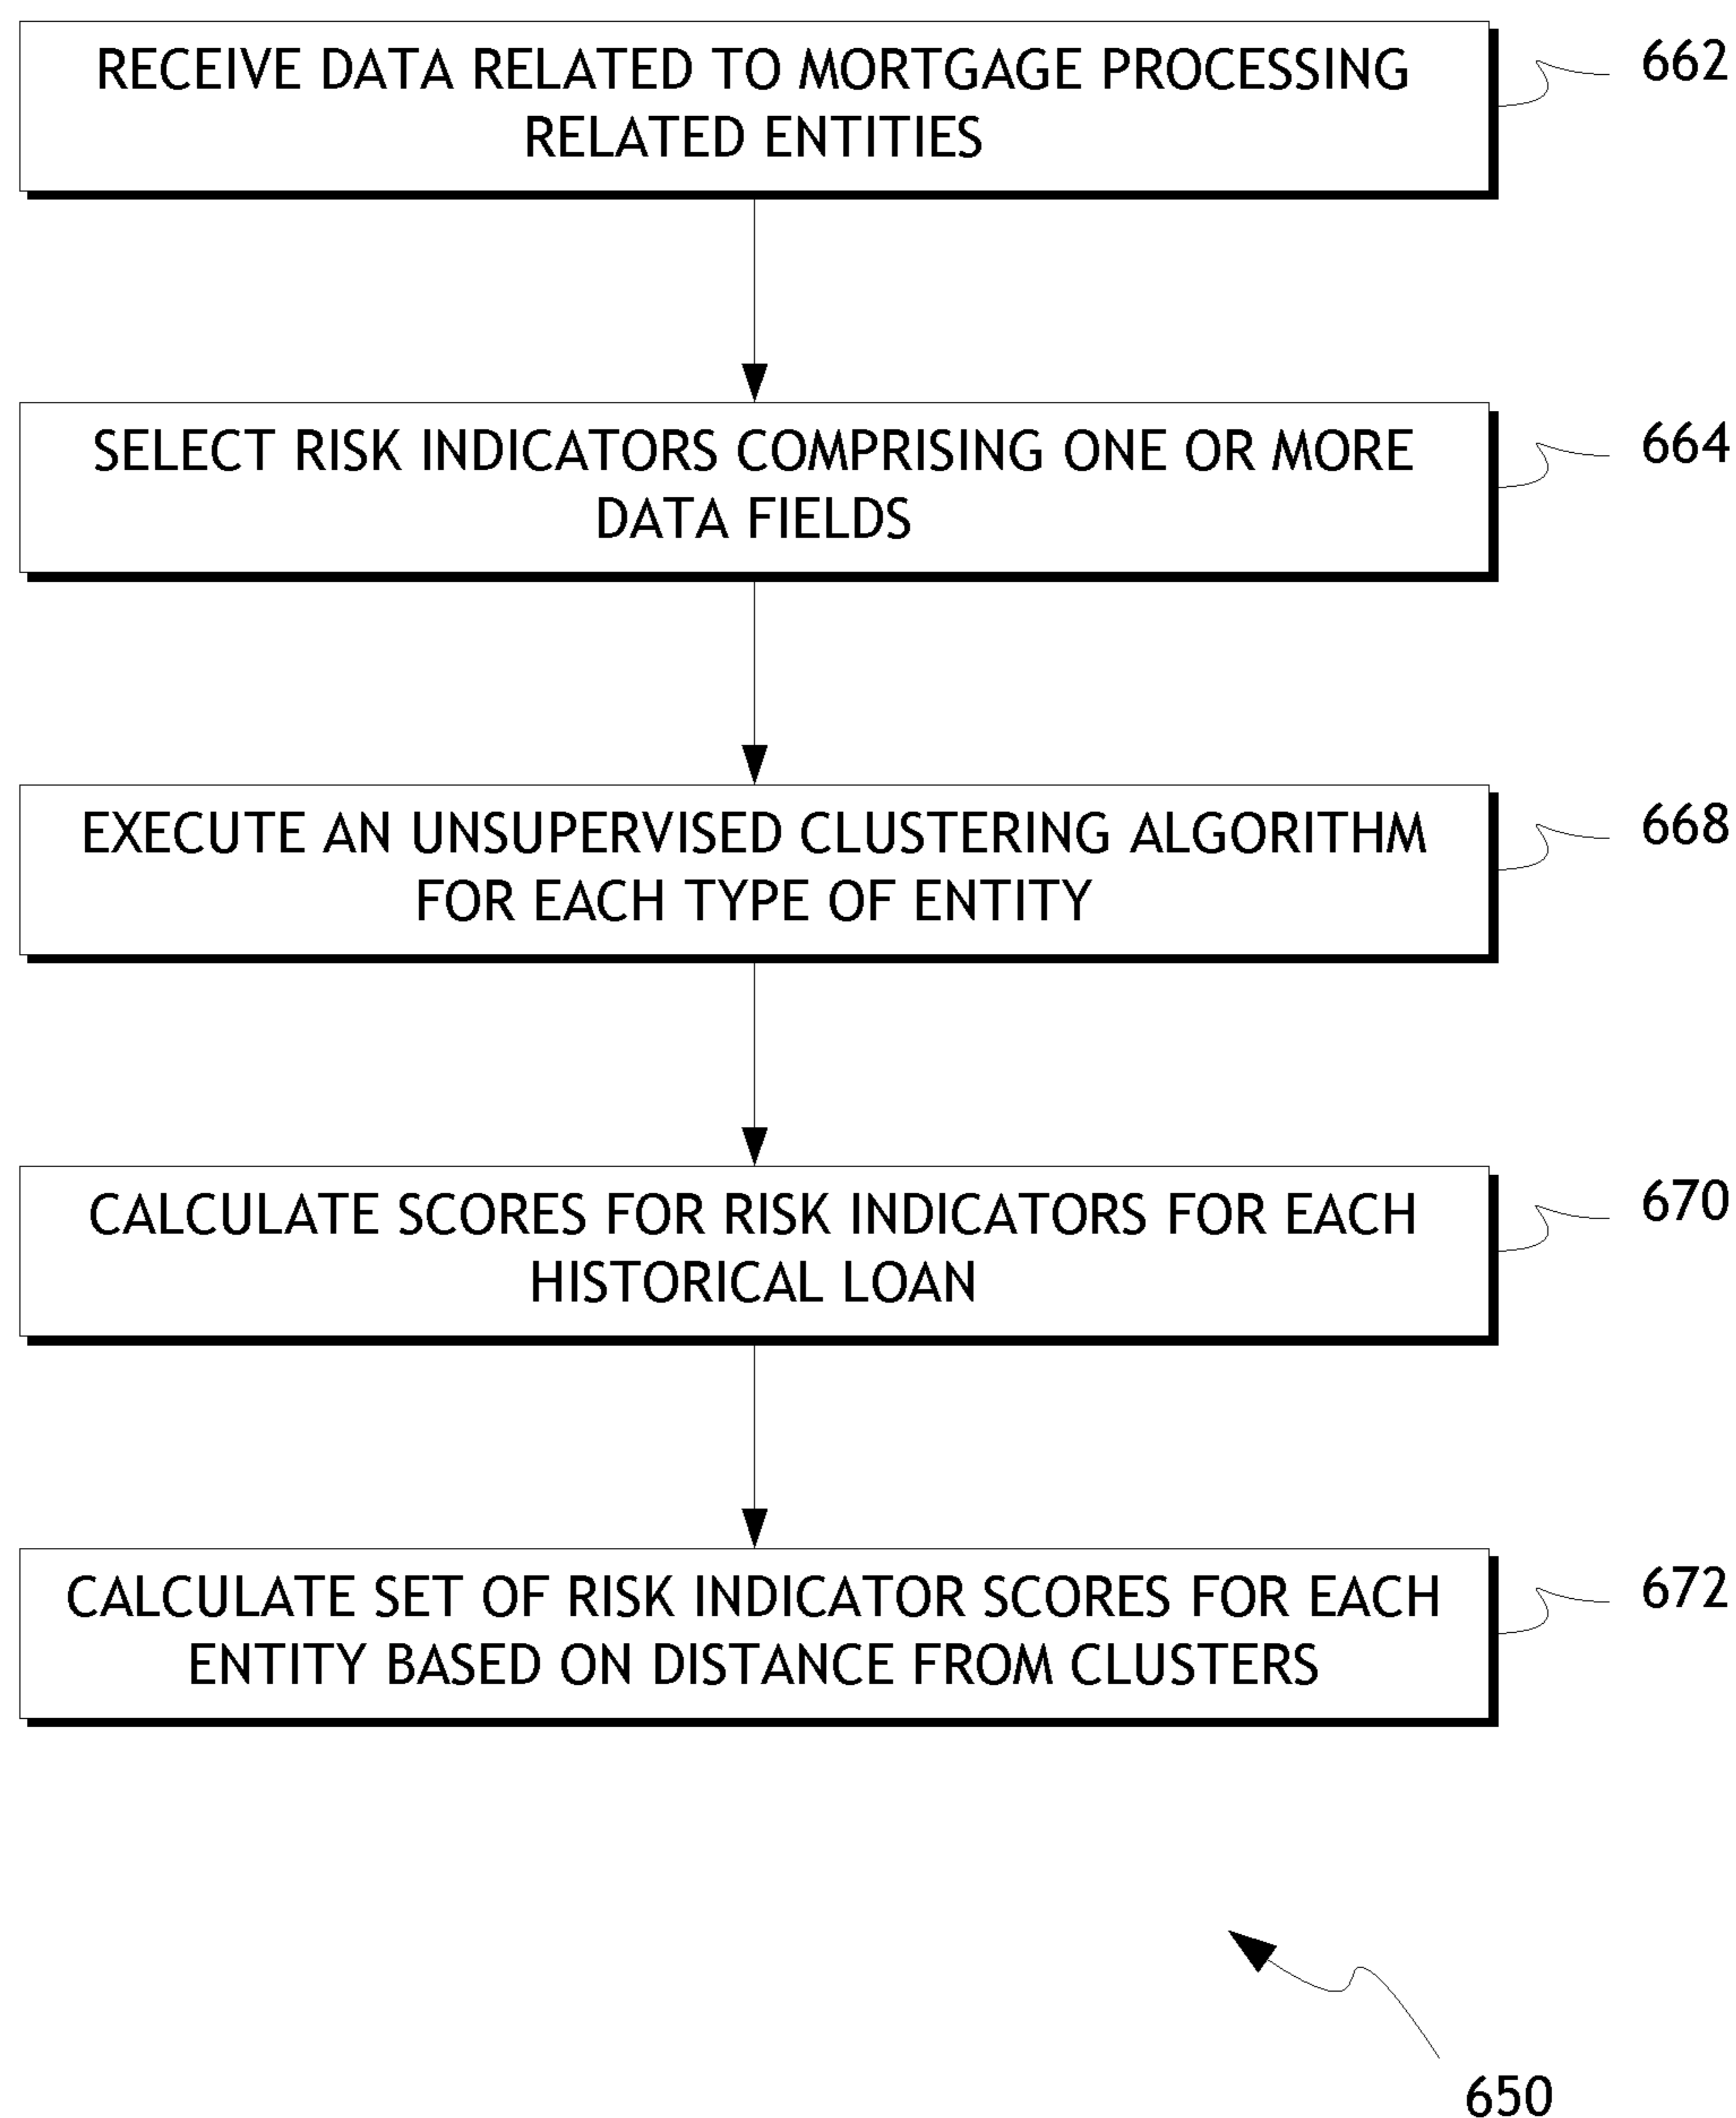 RECEIVE DATA RELATED TO MORTGAGE PROCESSING
RELATED ENTITIES
662
SELECT RISK INDICATORS COMPRISING ONE OR MORE
DATA FIELDS
664
EXECUTE AN UNSUPERVISED CLUSTERING ALGORITHM
FOR EACH TYPE OF ENTITY
668
CALCULATE SCORES FOR RISK INDICATORS FOR EACH
HISTORICAL LOAN
670
CALCULATE SET OF RISK INDICATOR SCORES FOR EACH
ENTITY BASED ON DISTANCE FROM CLUSTERS
672
650